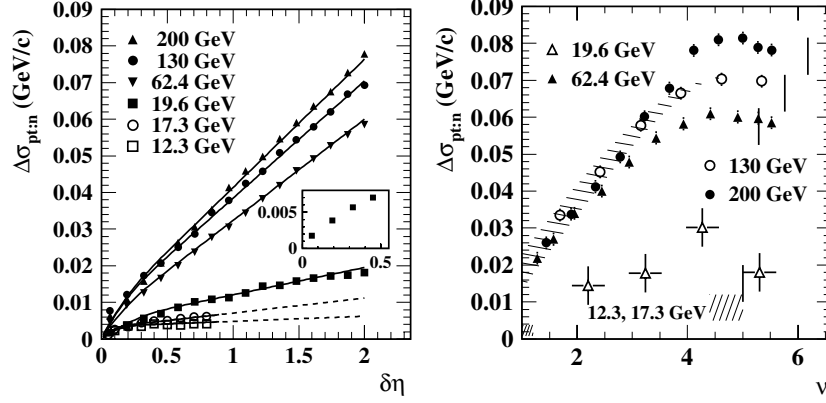 Δσpt:n (GeV/c)
0.09
0.08
0.07
0.06
0.05
0.04
0.03
0.02
0.01
0
200 GeV
130 GeV
62.4 GeV
19.6 GeV
17.3 GeV
12.3 GeV
0.005
0
0 0.5
0 0.5 1 1.5 2
δη
Δσpt:n (GeV/c)
0.09
0.08
0.07
0.06
0.05
0.04
0.03
0.02
0.01
0
19.6 GeV
62.4 GeV
130 GeV
200 GeV
12.3, 17.3 GeV
2 4 6
ν